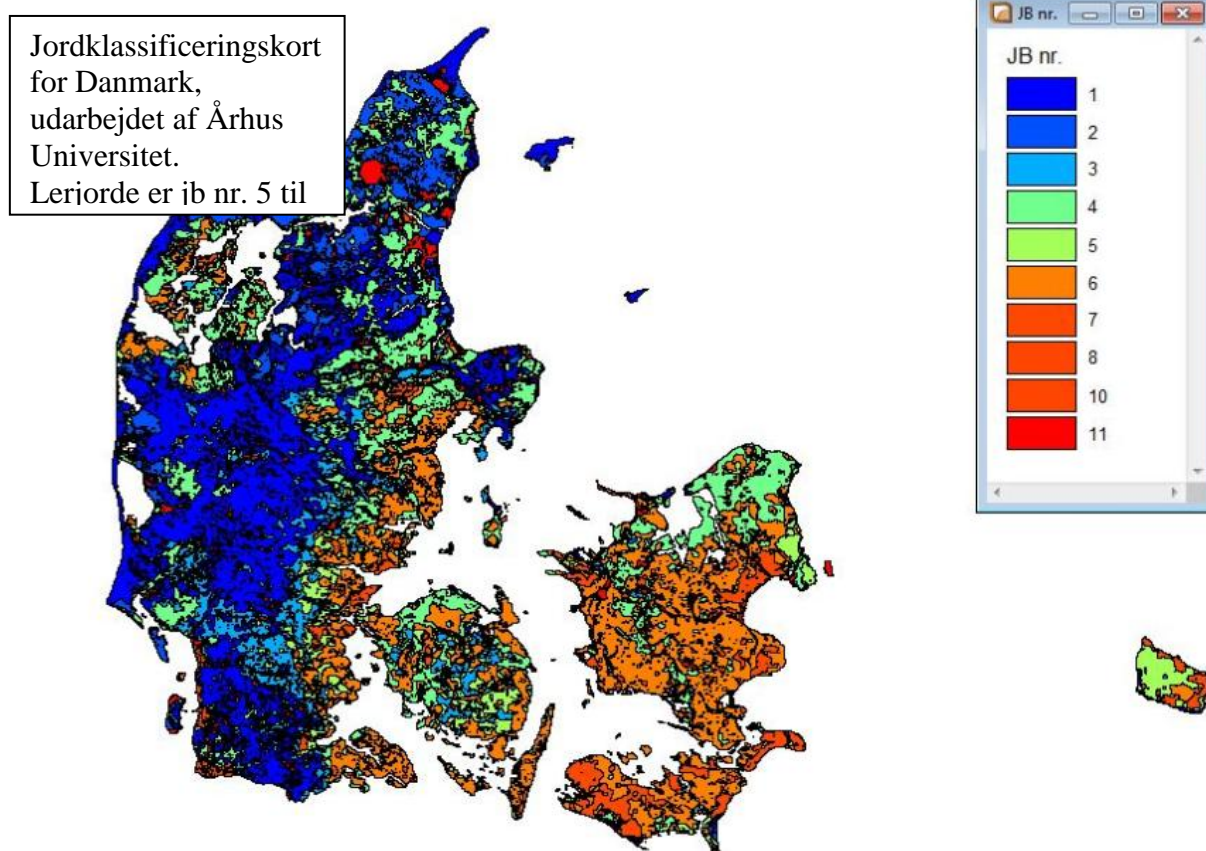 Jordklassificeringskort
for Danmark,
udarbejdet af Århus
Universitet.
Lerjorde er jb nr. 5 til
JB nr.
JB nr.
1
2
3
4
5
6
7
8
10
11